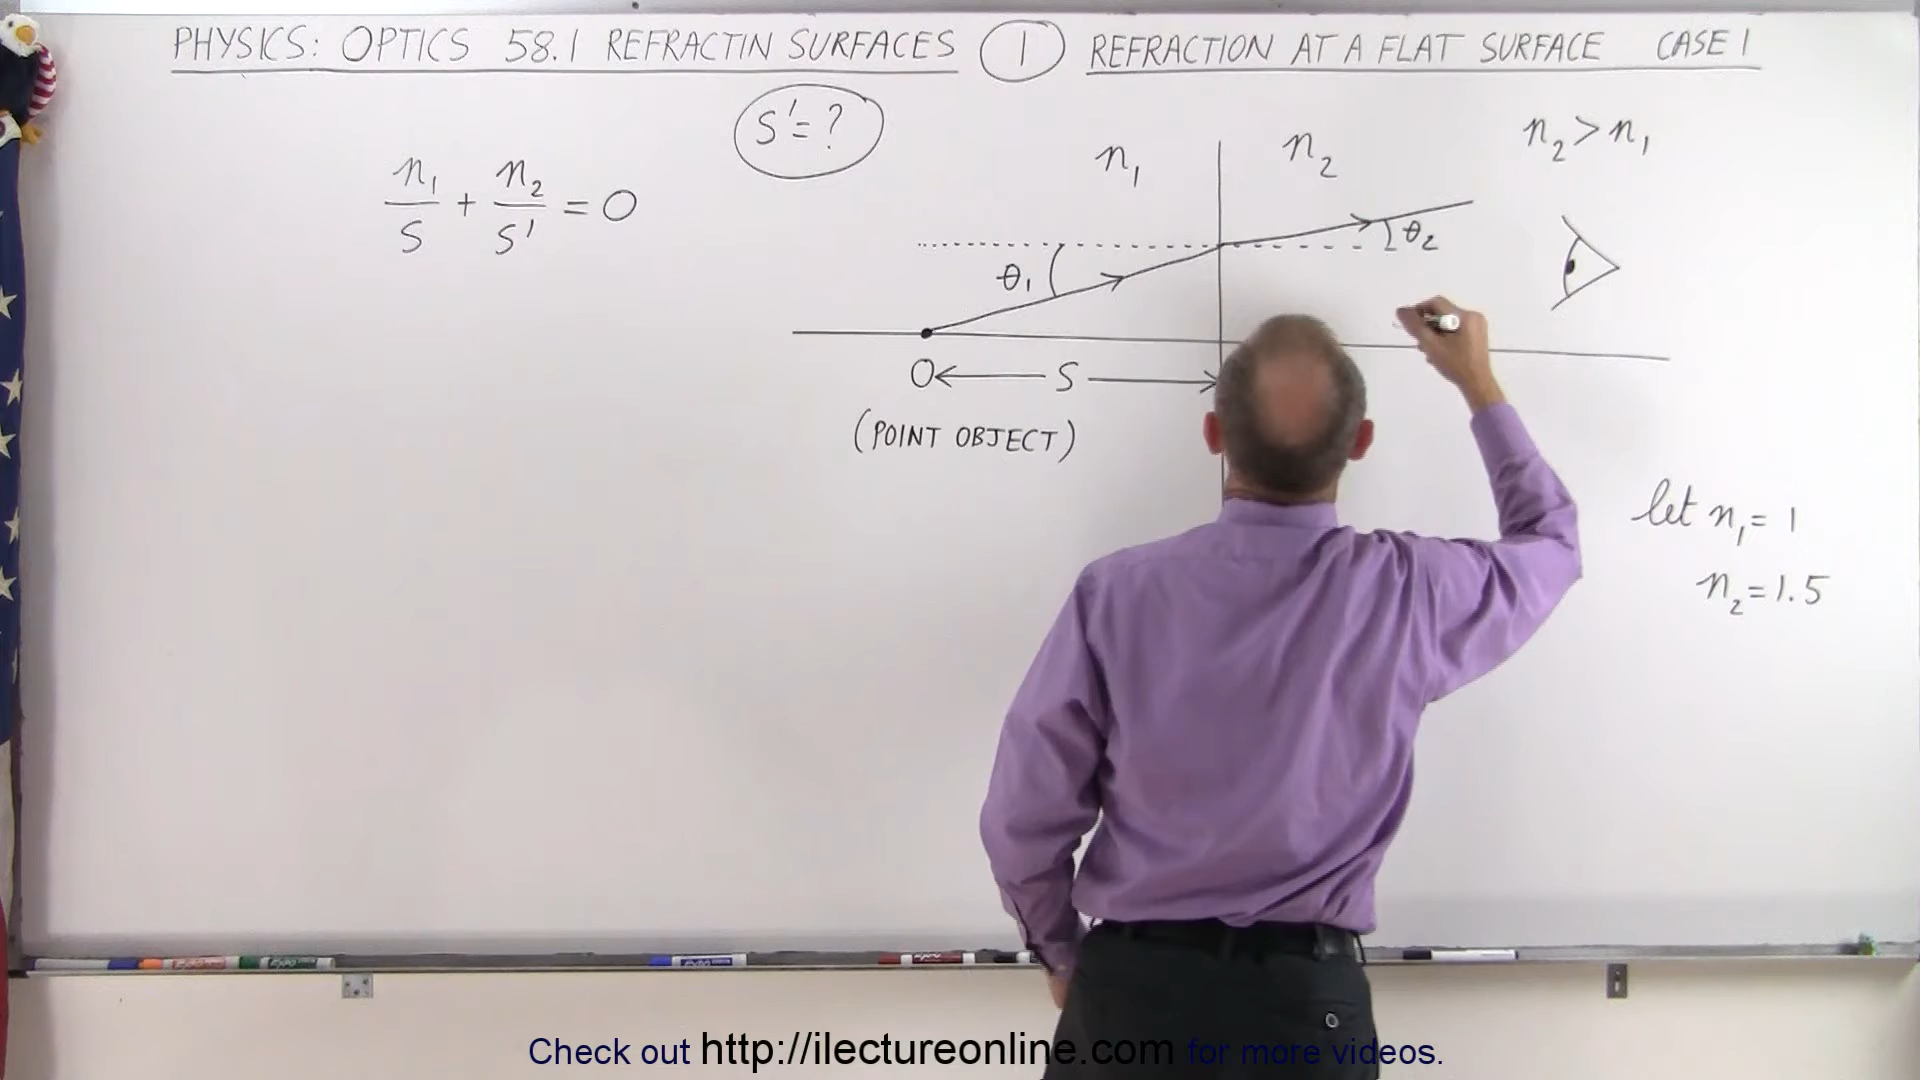 PHYSICS: OPTICS 58.1 REFRACTIN SURFACES 1 REFRACTION AT A FLAT SURFACE CASE 1
S' = ?
n₁/S + n₂/S' = 0
n₁ n₂
n₂ > n₁
θ₁ θ₂
O S
(POINT OBJECT)
let n₁ = 1
n₂ = 1.5
Check out http://ilectureonline.com for more videos.